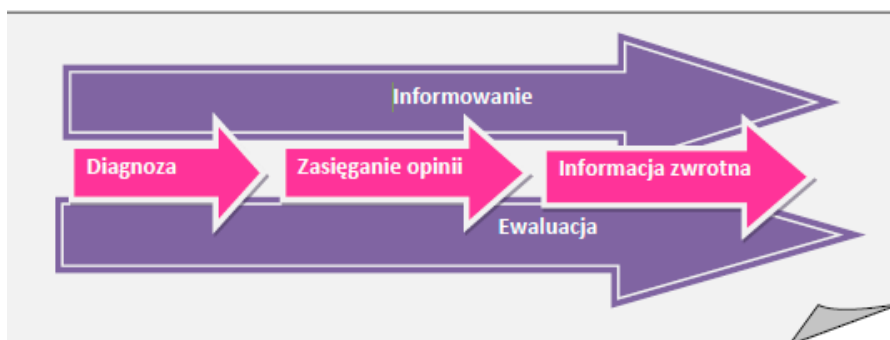 Informowanie
Diagnoza
Zasięganie opinii
Informacja zwrotna
Ewaluacja